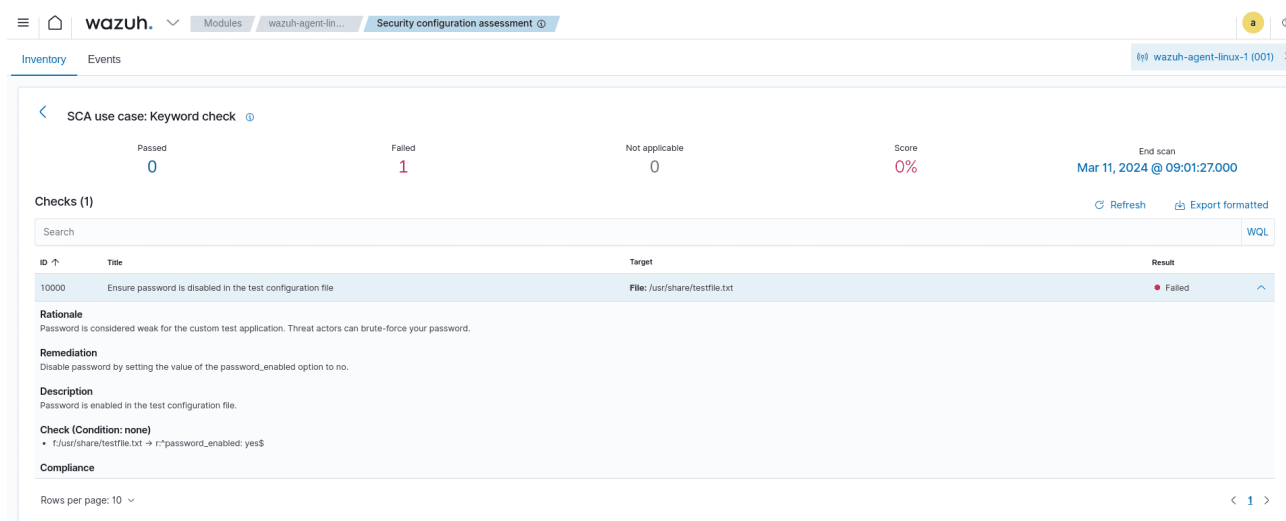 wazuh. Modules wazuh-agent-lin... Security configuration assessment a
Inventory Events wazuh-agent-linux-1 (001)
SCA use case: Keyword check
Passed Failed Not applicable Score End scan
0 1 0 0% Mar 11, 2024 @ 09:01:27.000
Checks (1) Refresh Export formatted
Search WQL
ID Title Target Result
10000 Ensure password is disabled in the test configuration file File: /usr/share/testfile.txt Failed
Rationale
Password is considered weak for the custom test application. Threat actors can brute-force your password.
Remediation
Disable password by setting the value of the password_enabled option to no.
Description
Password is enabled in the test configuration file.
Check (Condition: none)
• f:/usr/share/testfile.txt → r:^password_enabled: yes$
Compliance
Rows per page: 10 < 1 >